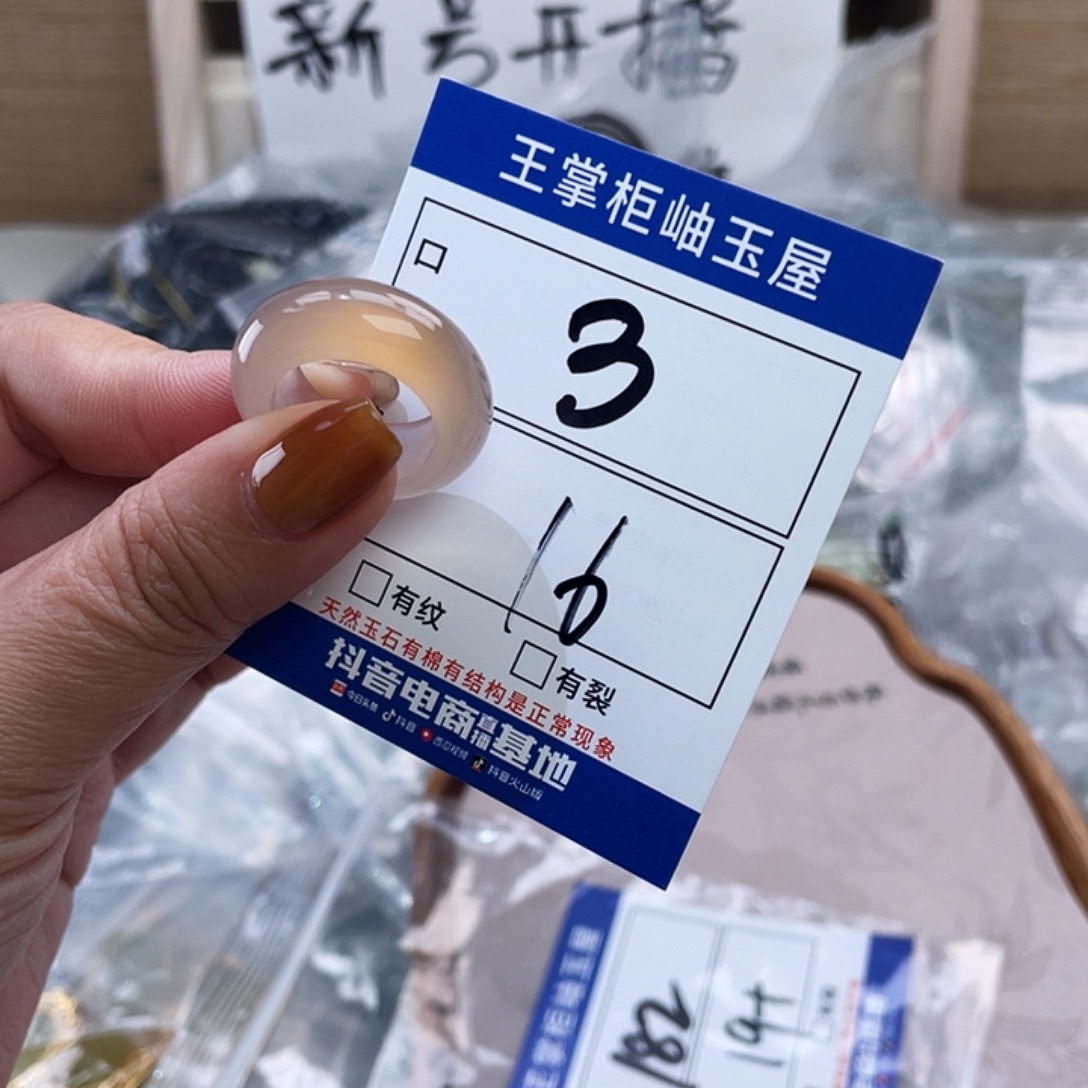 新号开播
王掌柜岫玉屋
口
3
16
□有纹
□有裂
天然玉石有棉有结构是正常现象
抖音电商直播基地
今日头条 抖音 西瓜视频 抖音火山版
182
19+